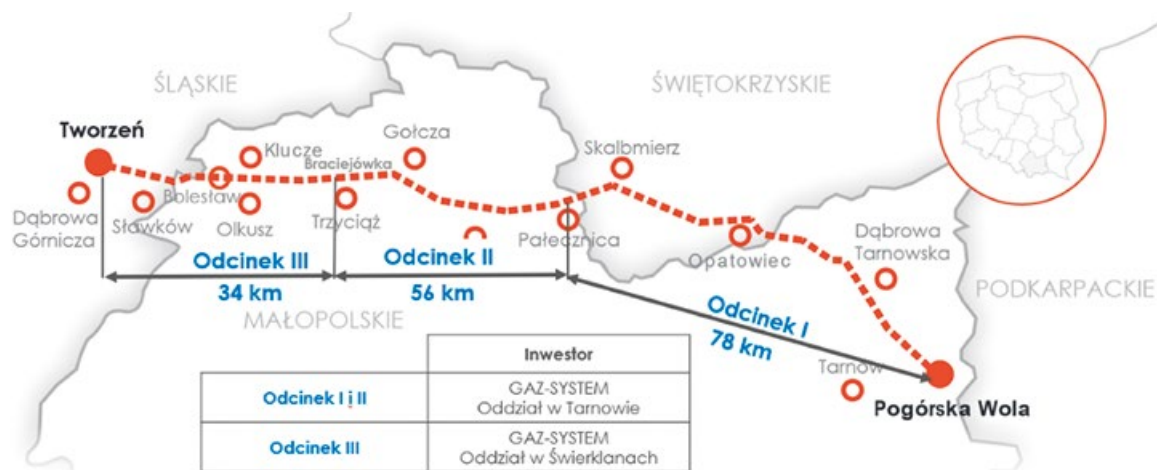 ŚLĄSKIE
ŚWIĘTOKRZYSKIE
Tworzeń
Gołcza
Klucze
Braciejówka
Skalbmierz
Bolesław
Dąbrowa
Górnicza
Sławków
Olkusz
Trzyciąż
Pałecznica
Opatowiec
Dąbrowa
Tarnowska
Odcinek III
34 km
Odcinek II
56 km
Odcinek I
78 km
PODKARPACKIE
MAŁOPOLSKIE
Tarnów
Pogórska Wola
Inwestor
Odcinek I i II
GAZ-SYSTEM
Oddział w Tarnowie
Odcinek III
GAZ-SYSTEM
Oddział w Świerklanach